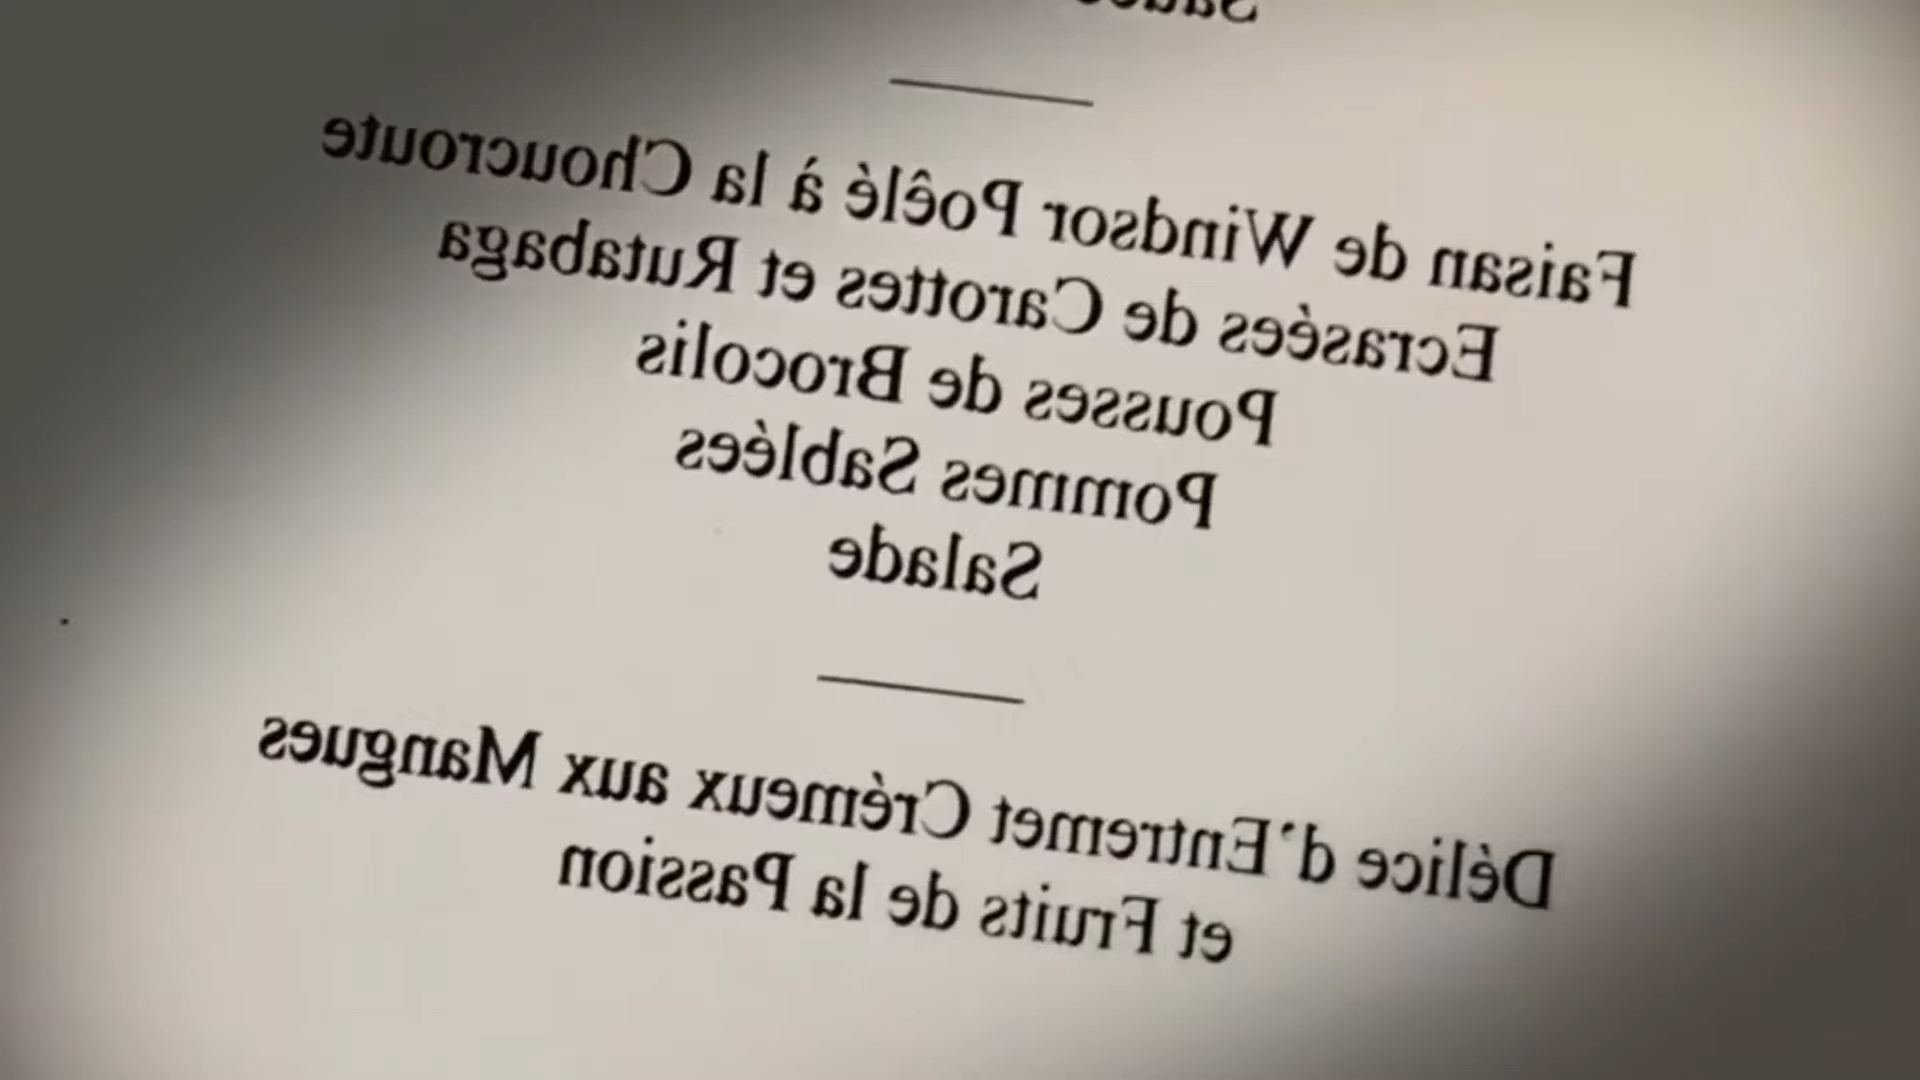 Faisan de Windsor Poêlé à la Choucroute
Ecrasées de Carottes et Rutabaga
Pousses de Brocolis
Pommes Sablées
Salade
Délice d'Entremet Crémeux aux Mangues
et Fruits de la Passion